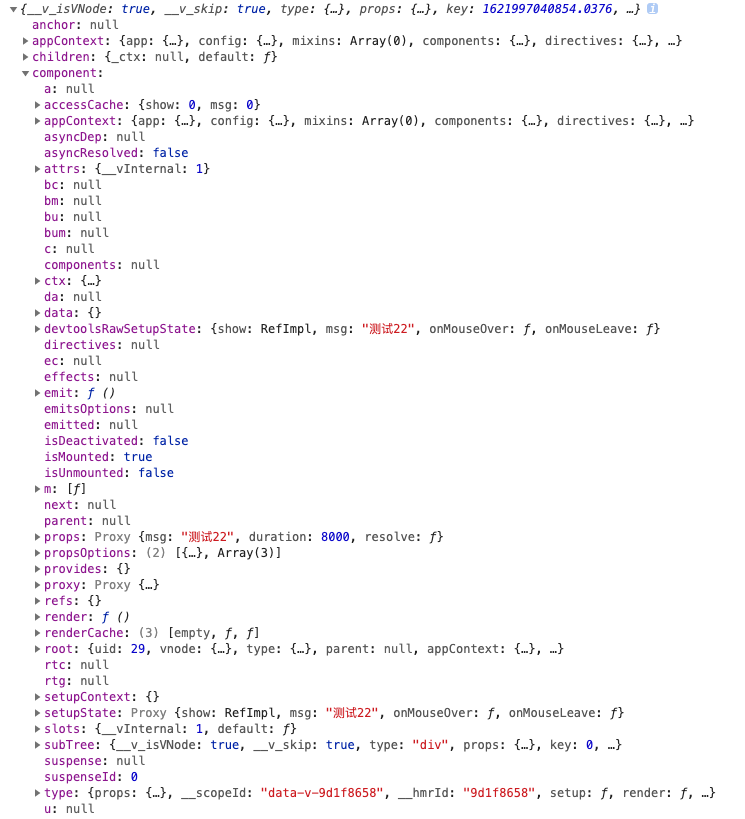 {__v_isVNode: true, __v_skip: true, type: {…}, props: {…}, key: 1621997040854.0376, …} i
anchor: null
appContext: {app: {…}, config: {…}, mixins: Array(0), components: {…}, directives: {…}, …}
children: {_ctx: null, default: ƒ}
component:
a: null
accessCache: {show: 0, msg: 0}
appContext: {app: {…}, config: {…}, mixins: Array(0), components: {…}, directives: {…}, …}
asyncDep: null
asyncResolved: false
attrs: {__vInternal: 1}
bc: null
bm: null
bu: null
bum: null
c: null
components: null
ctx: {…}
da: null
data: {}
devtoolsRawSetupState: {show: RefImpl, msg: "测试22", onMouseOver: ƒ, onMouseLeave: ƒ}
directives: null
ec: null
effects: null
emit: ƒ ()
emitsOptions: null
emitted: null
isDeactivated: false
isMounted: true
isUnmounted: false
m: [ƒ]
next: null
parent: null
props: Proxy {msg: "测试22", duration: 8000, resolve: ƒ}
propsOptions: (2) [{…}, Array(3)]
provides: {}
proxy: Proxy {…}
refs: {}
render: ƒ ()
renderCache: (3) [empty, ƒ, ƒ]
root: {uid: 29, vnode: {…}, type: {…}, parent: null, appContext: {…}, …}
rtc: null
rtg: null
setupContext: {}
setupState: Proxy {show: RefImpl, msg: "测试22", onMouseOver: ƒ, onMouseLeave: ƒ}
slots: {__vInternal: 1, default: ƒ}
subTree: {__v_isVNode: true, __v_skip: true, type: "div", props: {…}, key: 0, …}
suspense: null
suspenseId: 0
type: {props: {…}, __scopeId: "data-v-9d1f8658", __hmrId: "9d1f8658", setup: ƒ, render: ƒ, …}
u: null